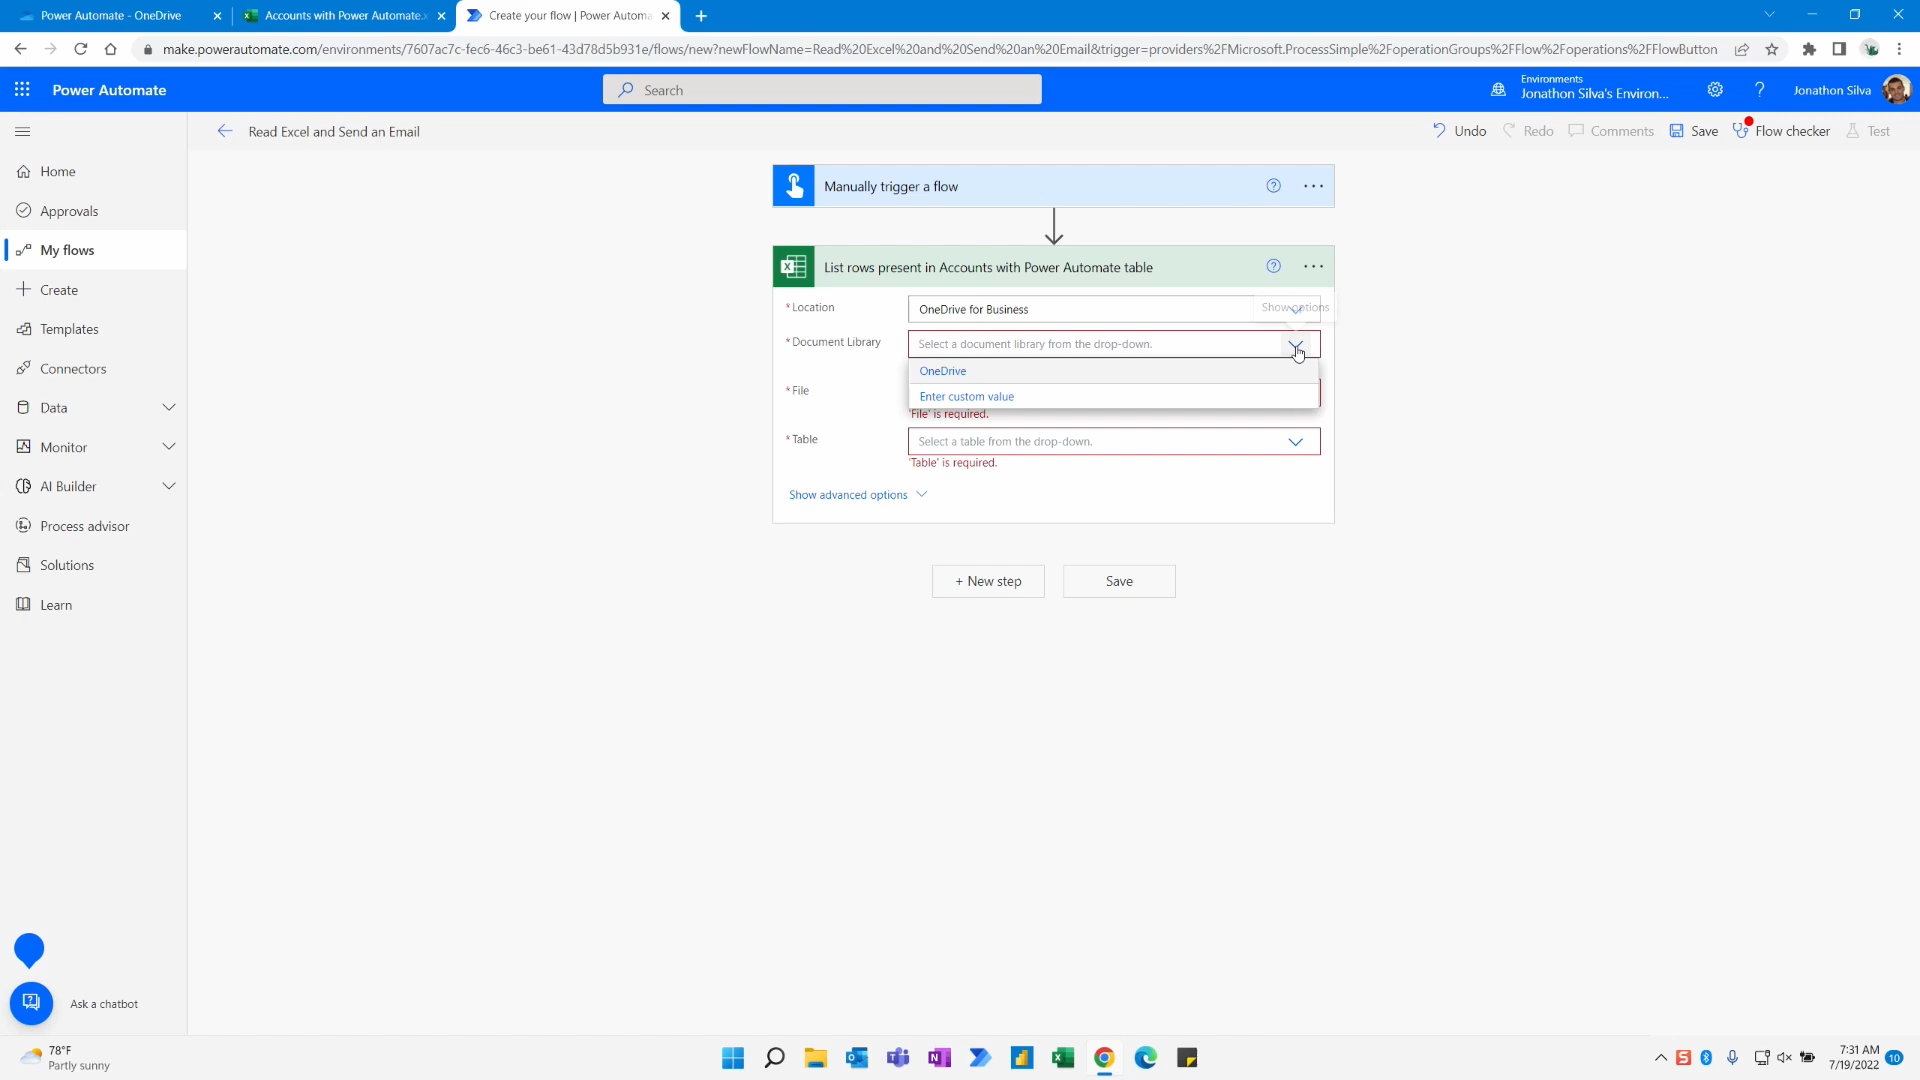 Power Automate - OneDrive
Accounts with Power Automate.x
Create your flow | Power Automa
make.powerautomate.com/environments/7607ac7c-fec6-46c3-be61-43d78d5b931e/flows/new?newFlowName=Read%20Excel%20and%20Send%20an%20Email&trigger=providers%2FMicrosoft.ProcessSimple%2FoperationGroups%2FFlow%2Foperations%2FFlowButton
Power Automate
Search
Environments
Jonathon Silva's Environ...
?
Jonathon Silva
Read Excel and Send an Email
Undo
Redo
Comments
Save
Flow checker
Test
Home
Approvals
My flows
Create
Templates
Connectors
Data
Monitor
AI Builder
Process advisor
Solutions
Learn
Manually trigger a flow
List rows present in Accounts with Power Automate table
* Location
OneDrive for Business
Show options
* Document Library
Select a document library from the drop-down.
OneDrive
Enter custom value
* File
'File' is required.
* Table
Select a table from the drop-down.
'Table' is required.
Show advanced options
+ New step
Save
Ask a chatbot
78°F
Partly sunny
7:31 AM
7/19/2022
10